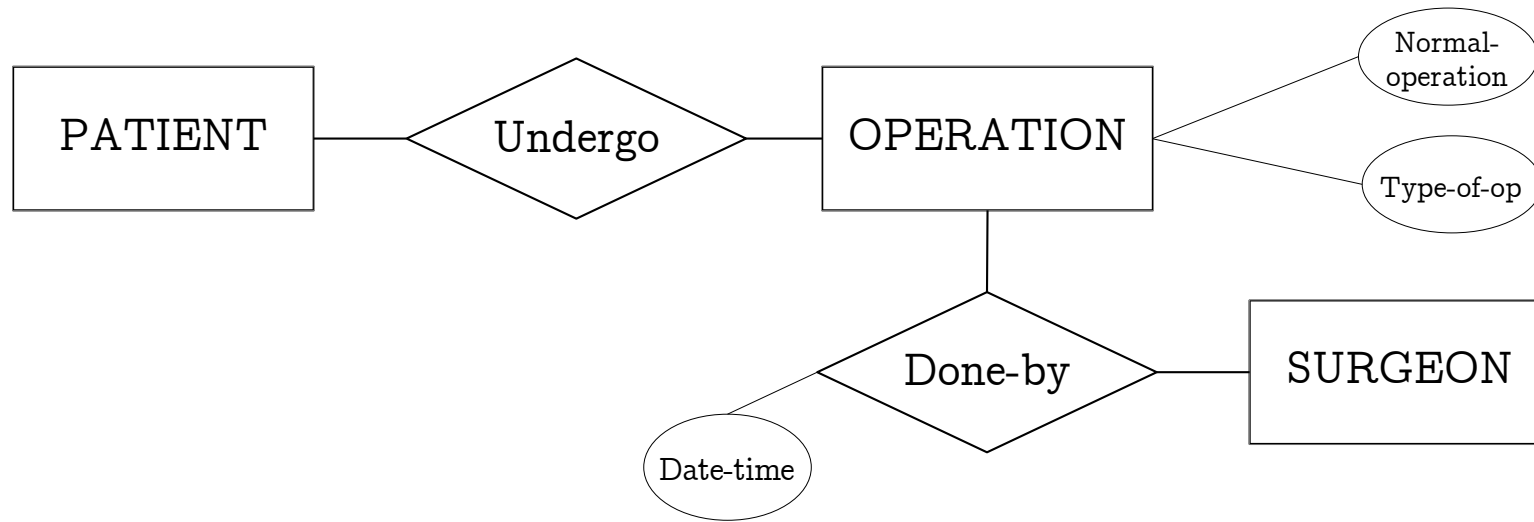 PATIENT
Undergo
OPERATION
Normal-
operation
Type-of-op
Done-by
SURGEON
Date-time